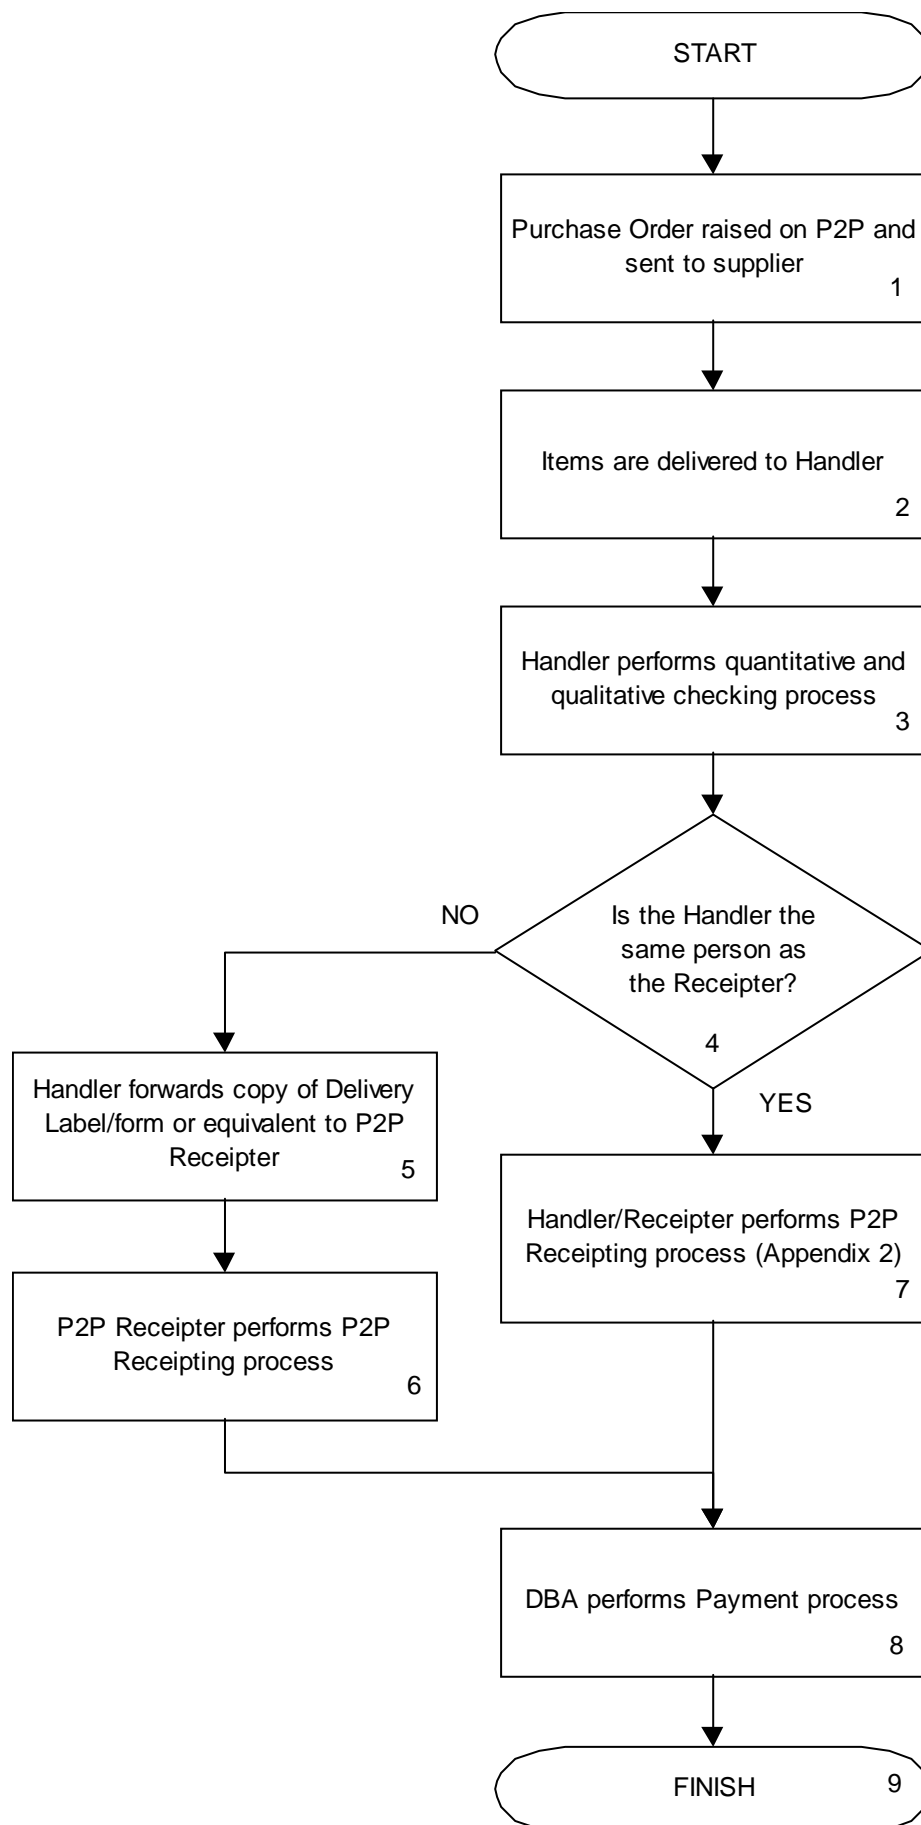 START
Purchase Order raised on P2P and
sent to supplier
1
Items are delivered to Handler
2
Handler performs quantitative and
qualitative checking process
3
Is the Handler the
same person as
the Receipter?
4
NO
YES
Handler forwards copy of Delivery
Label/form or equivalent to P2P
Receipter
5
Handler/Receipter performs P2P
Receipting process (Appendix 2)
7
P2P Receipter performs P2P
Receipting process
6
DBA performs Payment process
8
FINISH
9